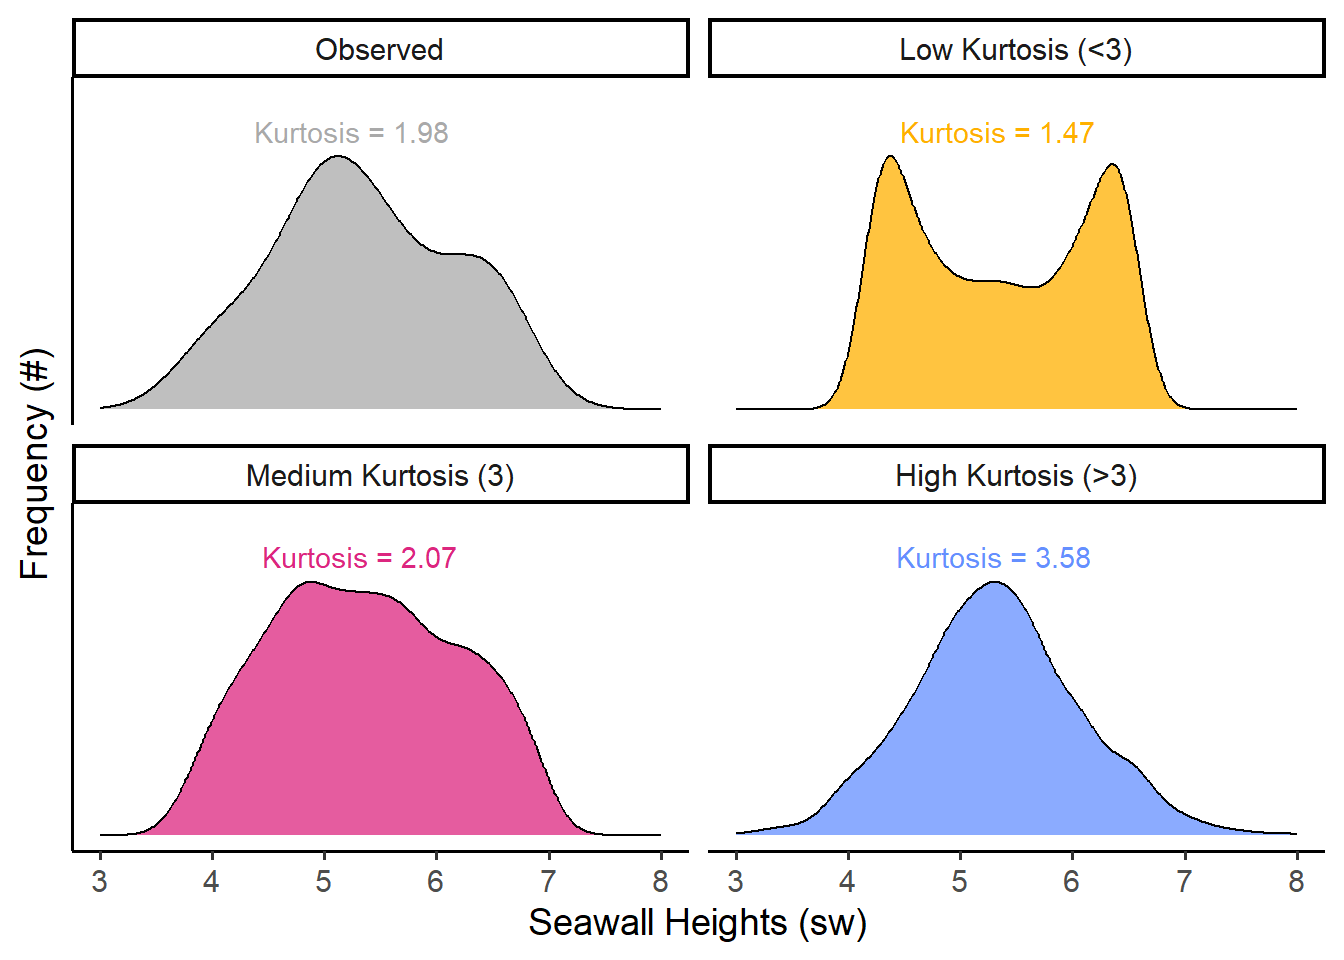 Observed
Low Kurtosis (<3)
Kurtosis = 1.98
Kurtosis = 1.47
Frequency (#)
Medium Kurtosis (3)
High Kurtosis (>3)
Kurtosis = 2.07
Kurtosis = 3.58
3 4 5 6 7 8
3 4 5 6 7 8
Seawall Heights (sw)